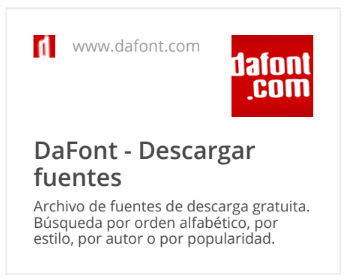 d www.dafont.com
dafont
.com
DaFont - Descargar
fuentes
Archivo de fuentes de descarga gratuita.
Búsqueda por orden alfabético, por
estilo, por autor o por popularidad.